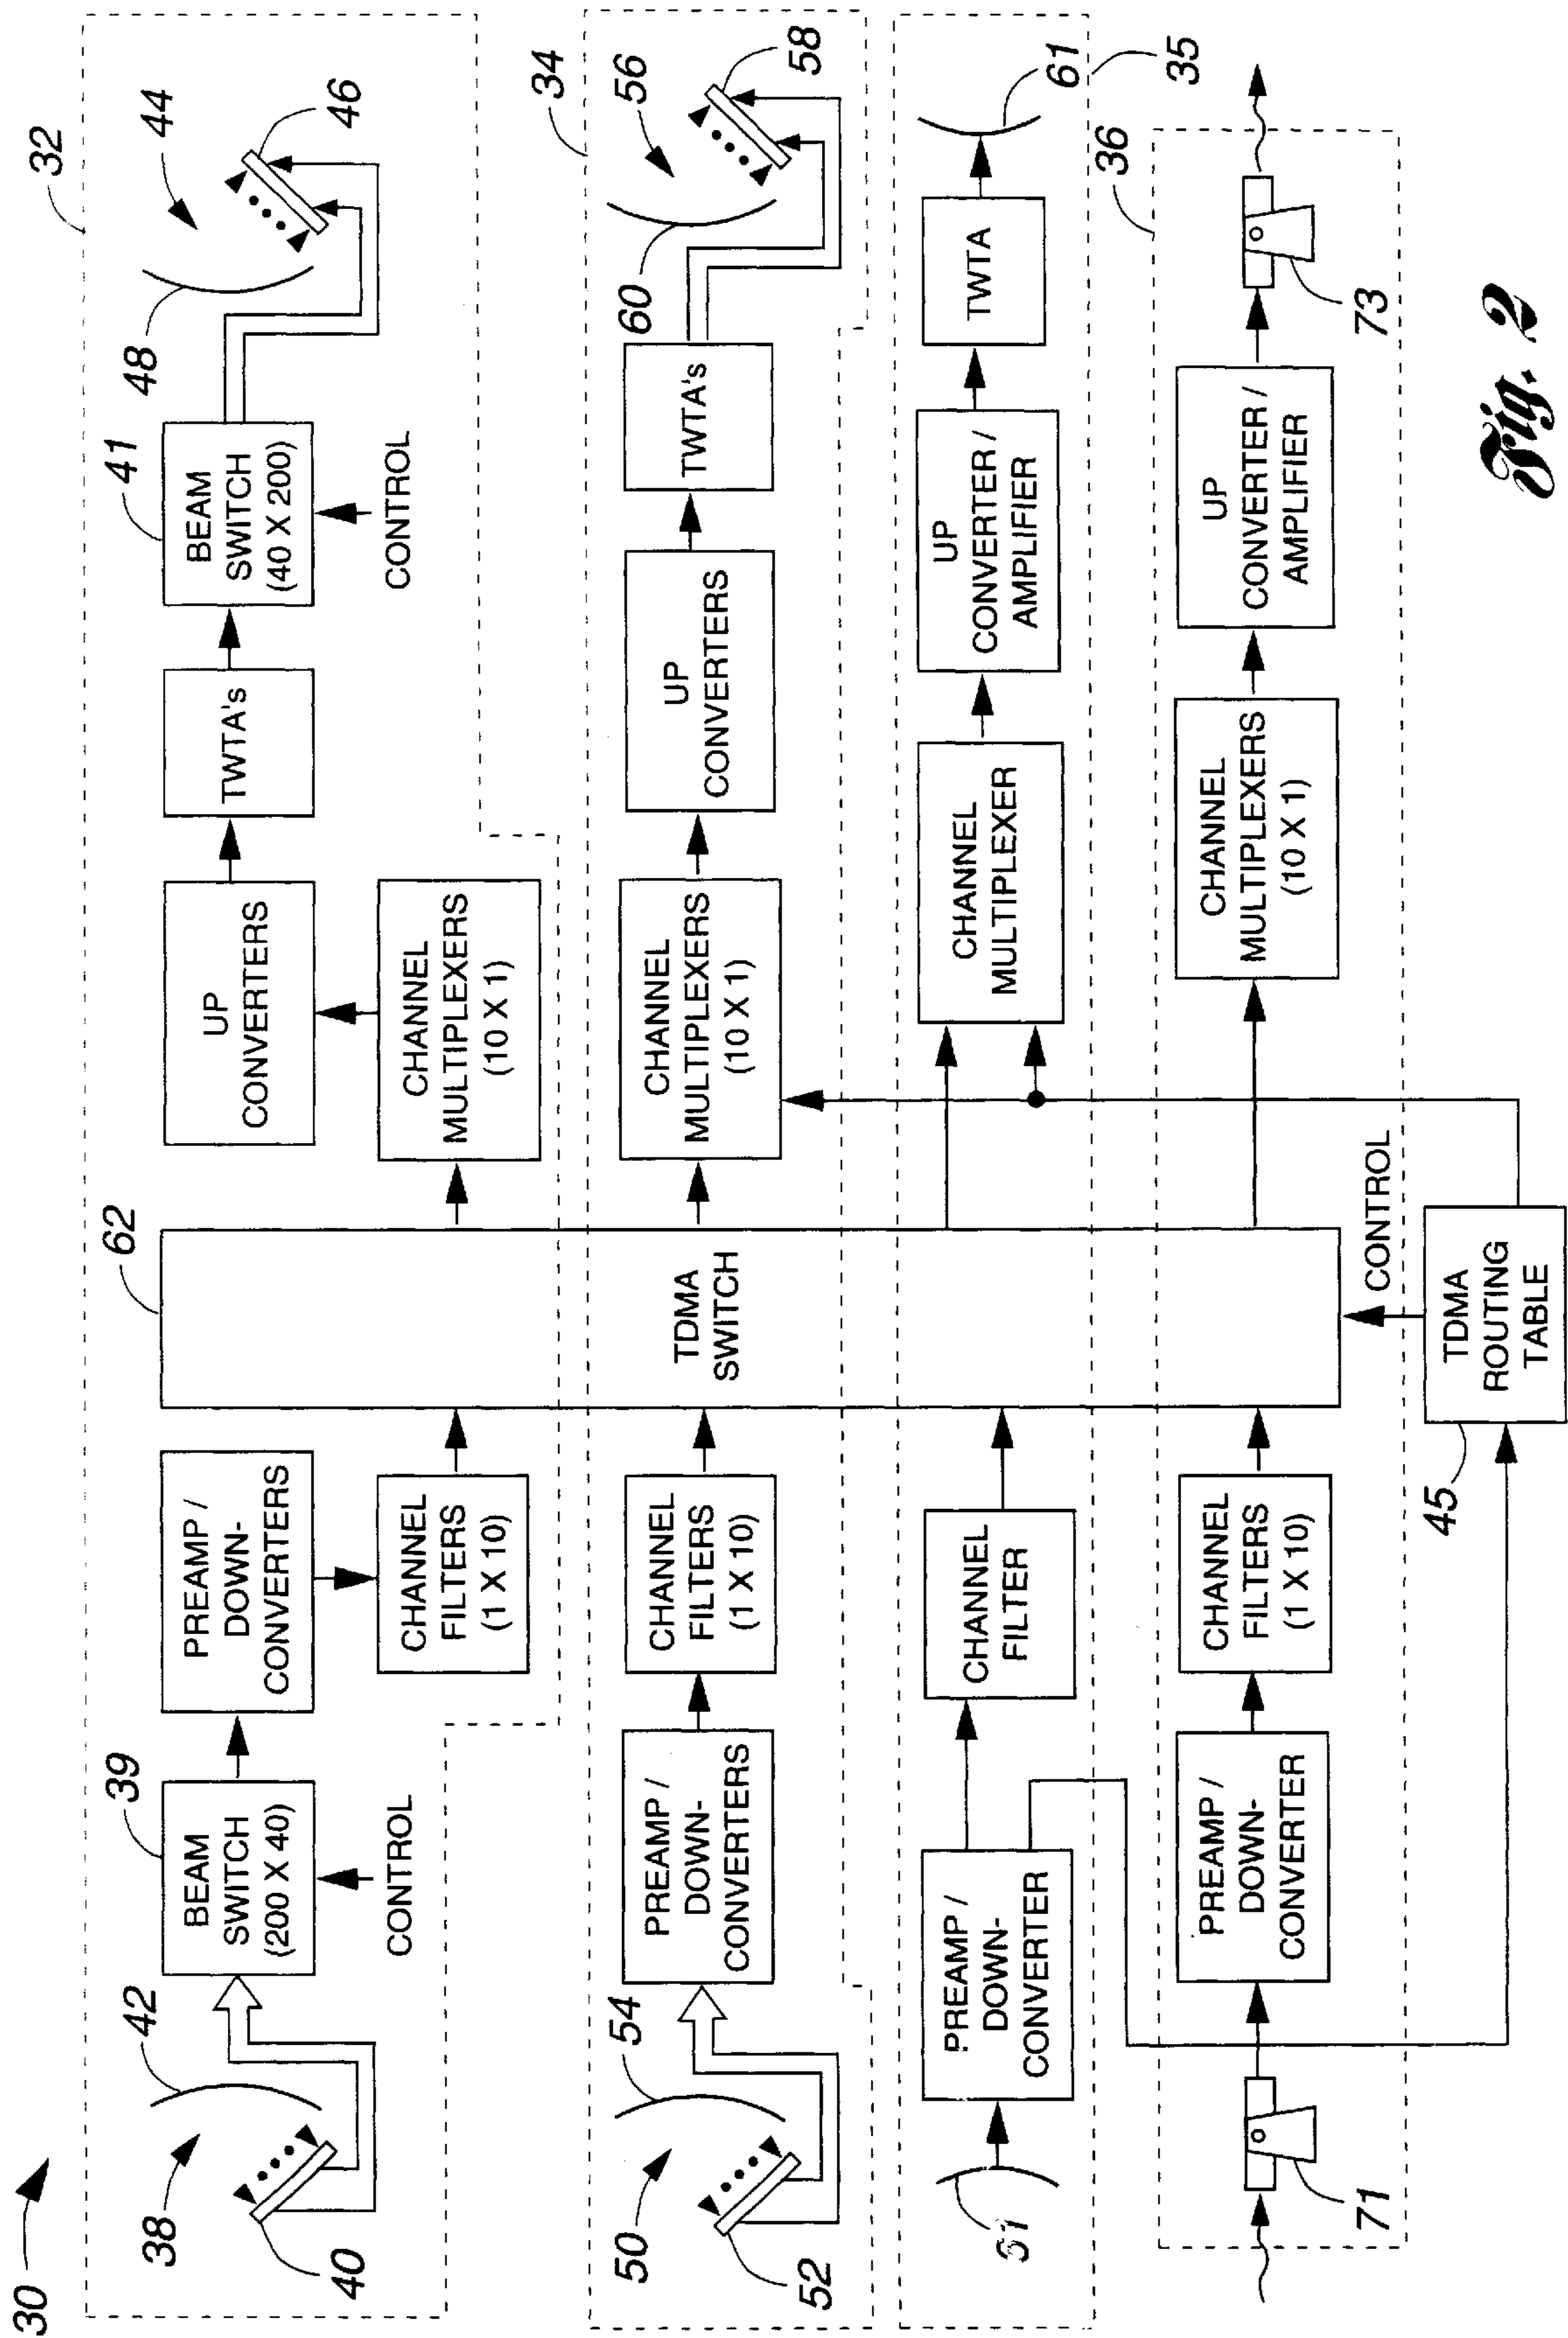 30
32
38
40
42
39
BEAM
SWITCH
(200 X 40)
CONTROL
PREAMP /
DOWN-
CONVERTERS
CHANNEL
FILTERS
(1 X 10)
62
TDMA
SWITCH
CHANNEL
MULTIPLEXERS
(10 X 1)
UP
CONVERTERS
TWTA's
41
BEAM
SWITCH
(40 X 200)
CONTROL
48
44
46
34
50
52
54
PREAMP /
DOWN-
CONVERTERS
CHANNEL
FILTERS
(1 X 10)
CHANNEL
MULTIPLEXERS
(10 X 1)
UP
CONVERTERS
TWTA's
60
56
58
PREAMP /
DOWN-
CONVERTER
CHANNEL
FILTER
CHANNEL
MULTIPLEXER
UP
CONVERTER /
AMPLIFIER
TWTA
61
35
36
71
PREAMP /
DOWN-
CONVERTER
CHANNEL
FILTERS
(1 X 10)
CHANNEL
MULTIPLEXERS
(10 X 1)
UP
CONVERTER /
AMPLIFIER
73
CONTROL
45
TDMA
ROUTING
TABLE
Fig. 2